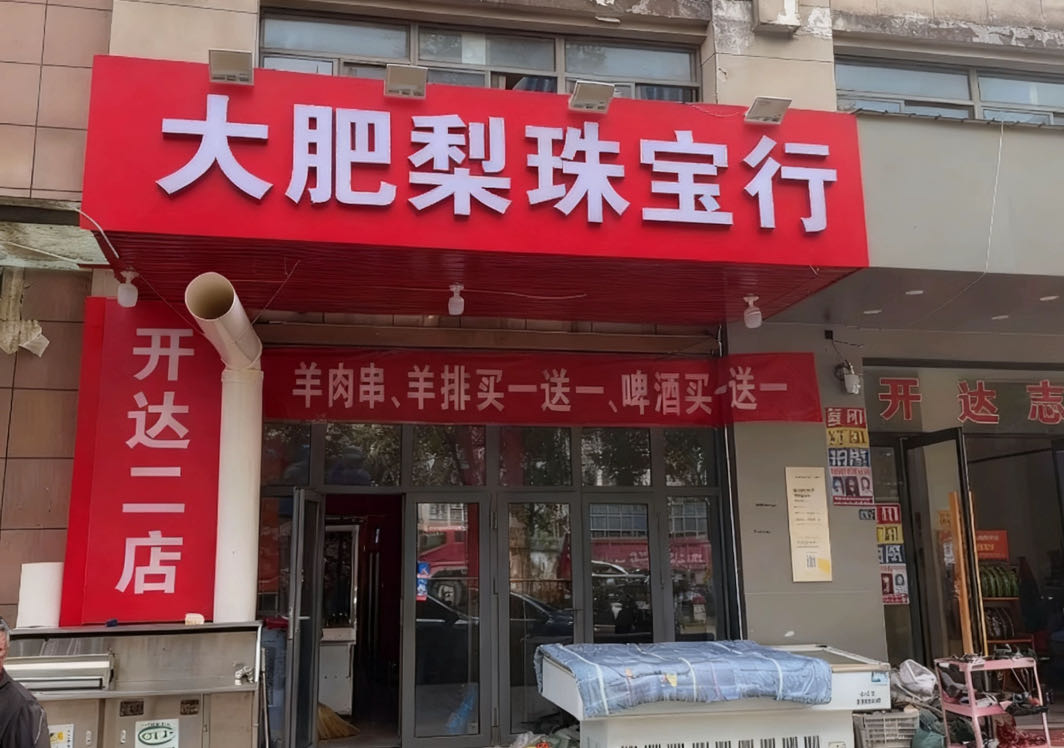 大肥梨珠宝行
开达二店
羊肉串、羊排买一送一、啤酒买一送一
开达志